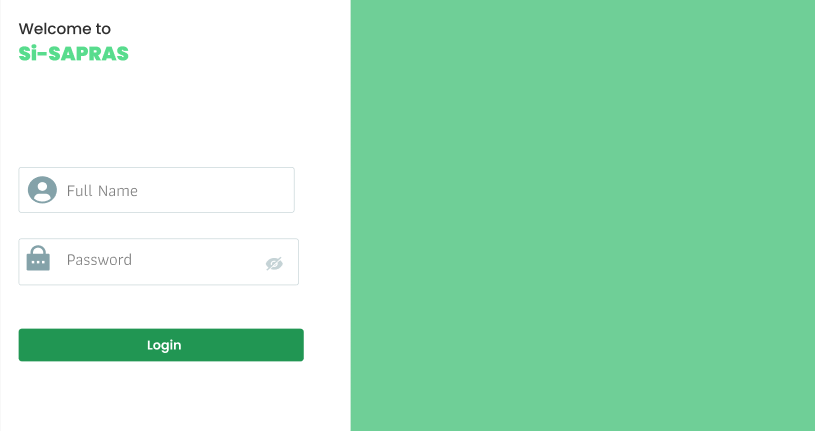 Welcome to
Si-SAPRAS
Full Name
Password
Login